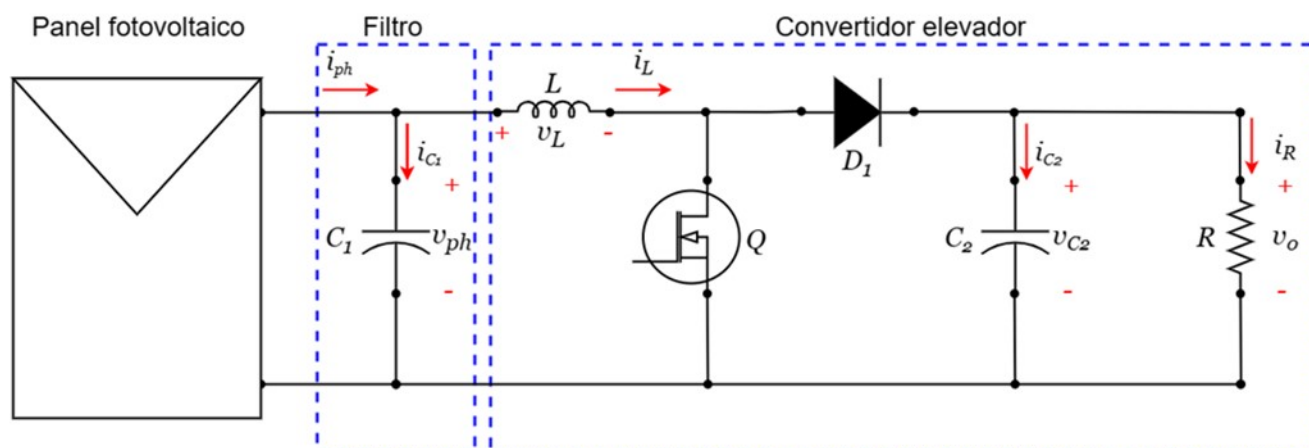 Panel fotovoltaico
Filtro
Convertidor elevador
i_ph
i_L
L
+ v_L -
i_C1
i_C2
i_R
D_1
+
+
+
C_1
v_ph
Q
C_2
v_C2
R
v_o
-
-
-